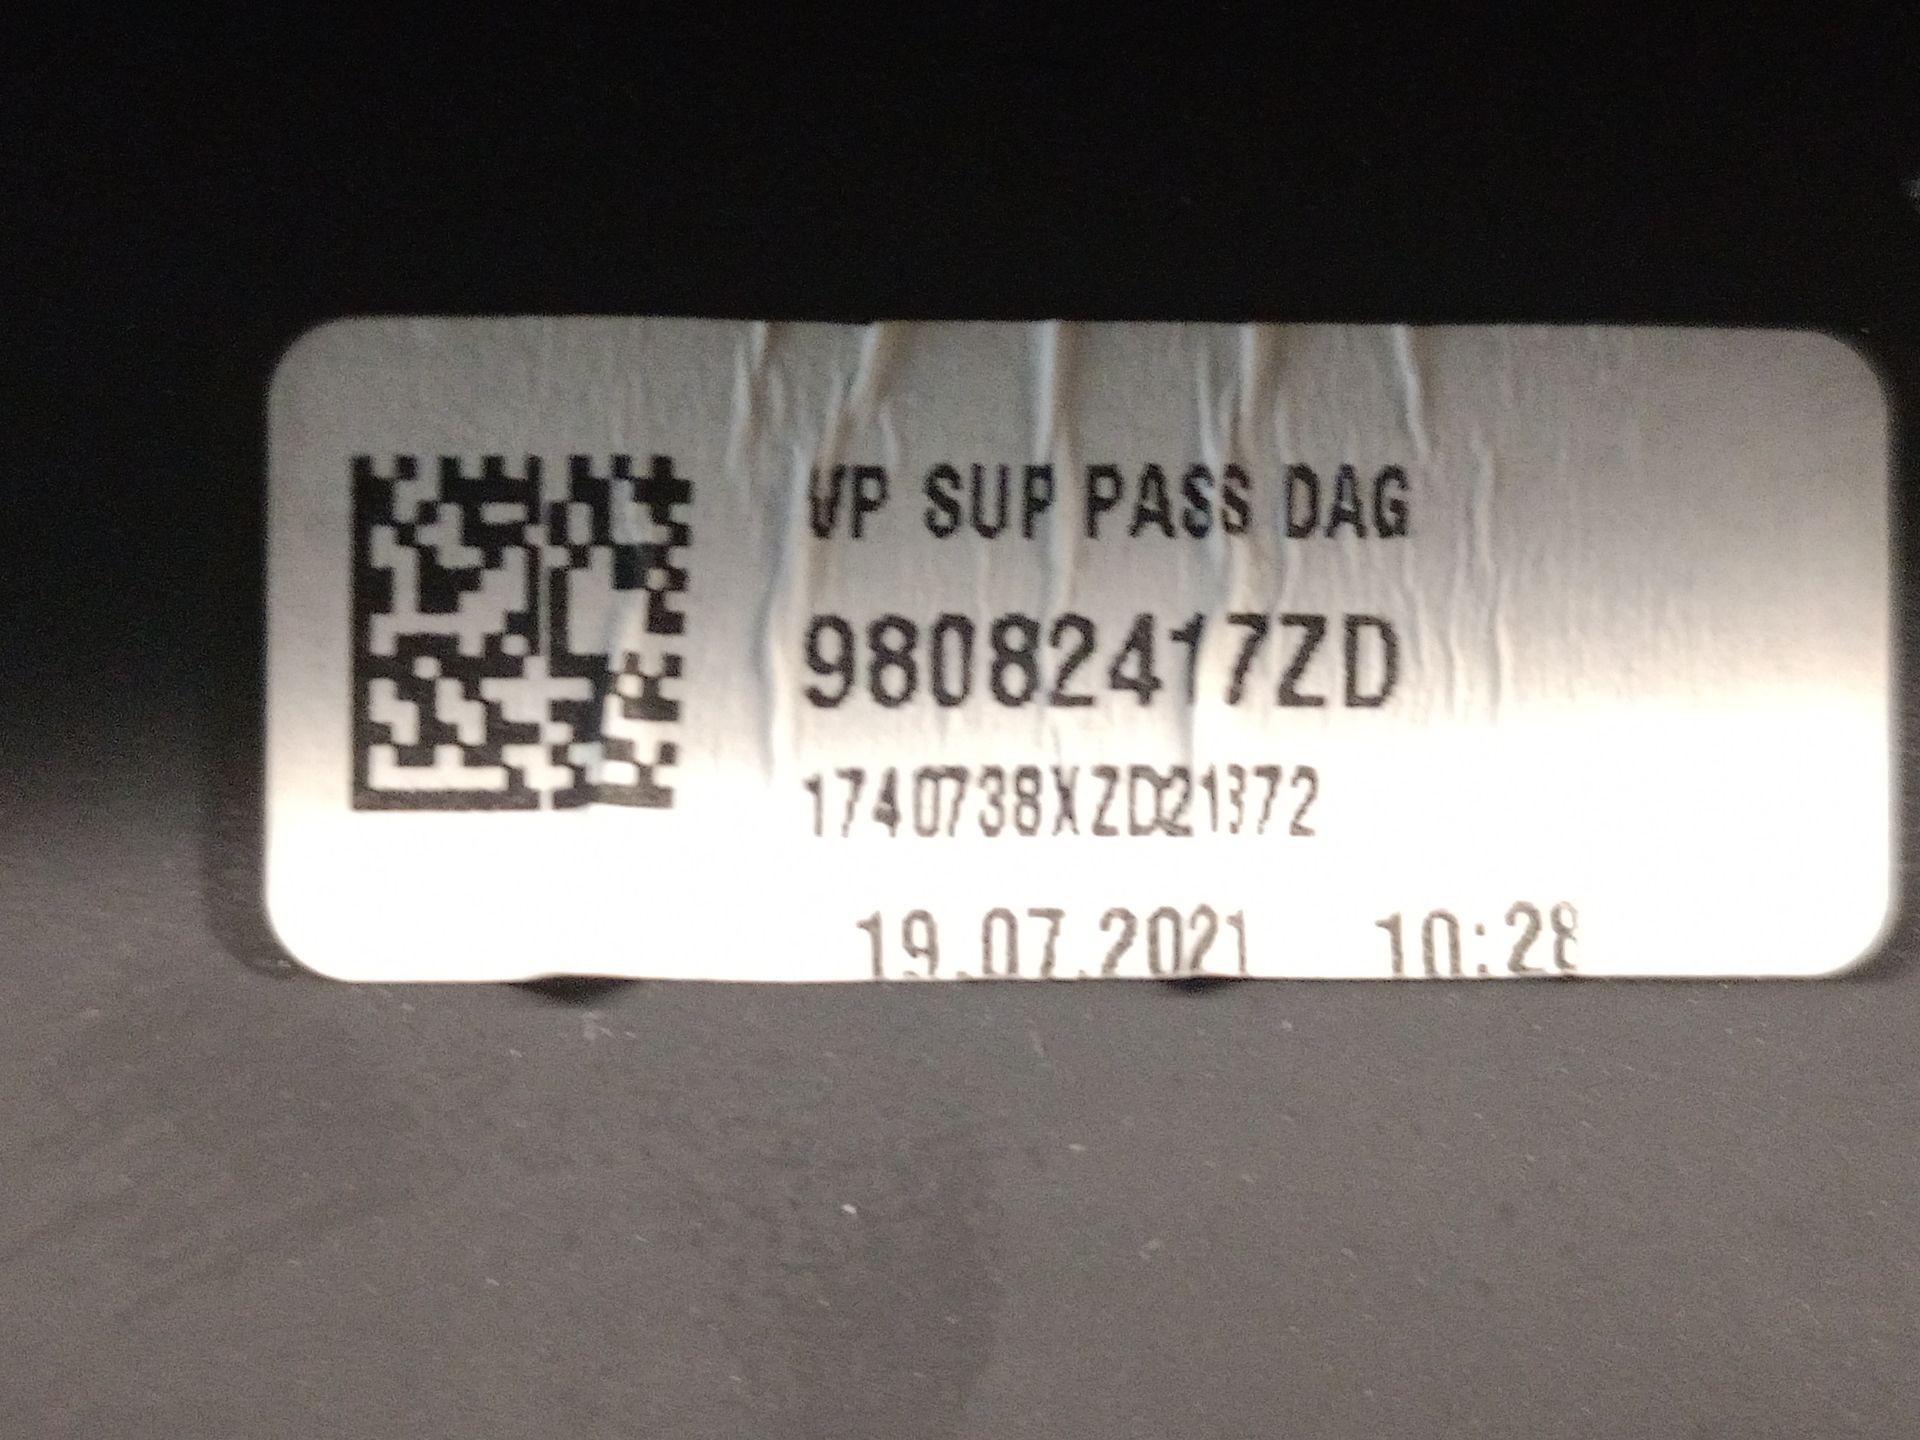 VP SUP PASS DAG
98082417ZD
1740738XZD21372
19.07.2021 10:28